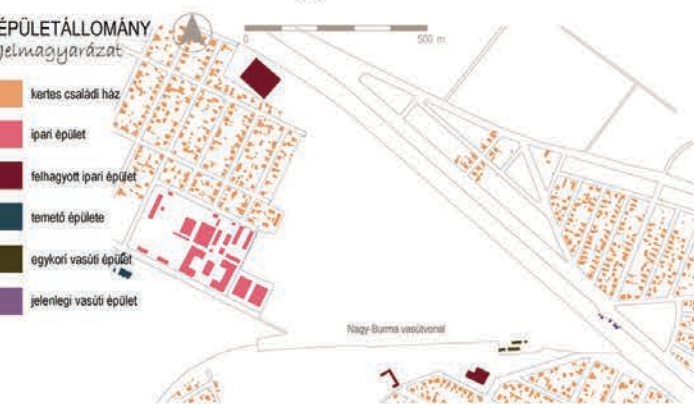 ÉPÜLETÁLLOMÁNY
jelmagyarázat
0 500 m
kertes családi ház
ipari épület
felhagyott ipari épület
temető épülete
egykori vasúti épület
jelenlegi vasúti épület
Nagy-Burma vasútvonal